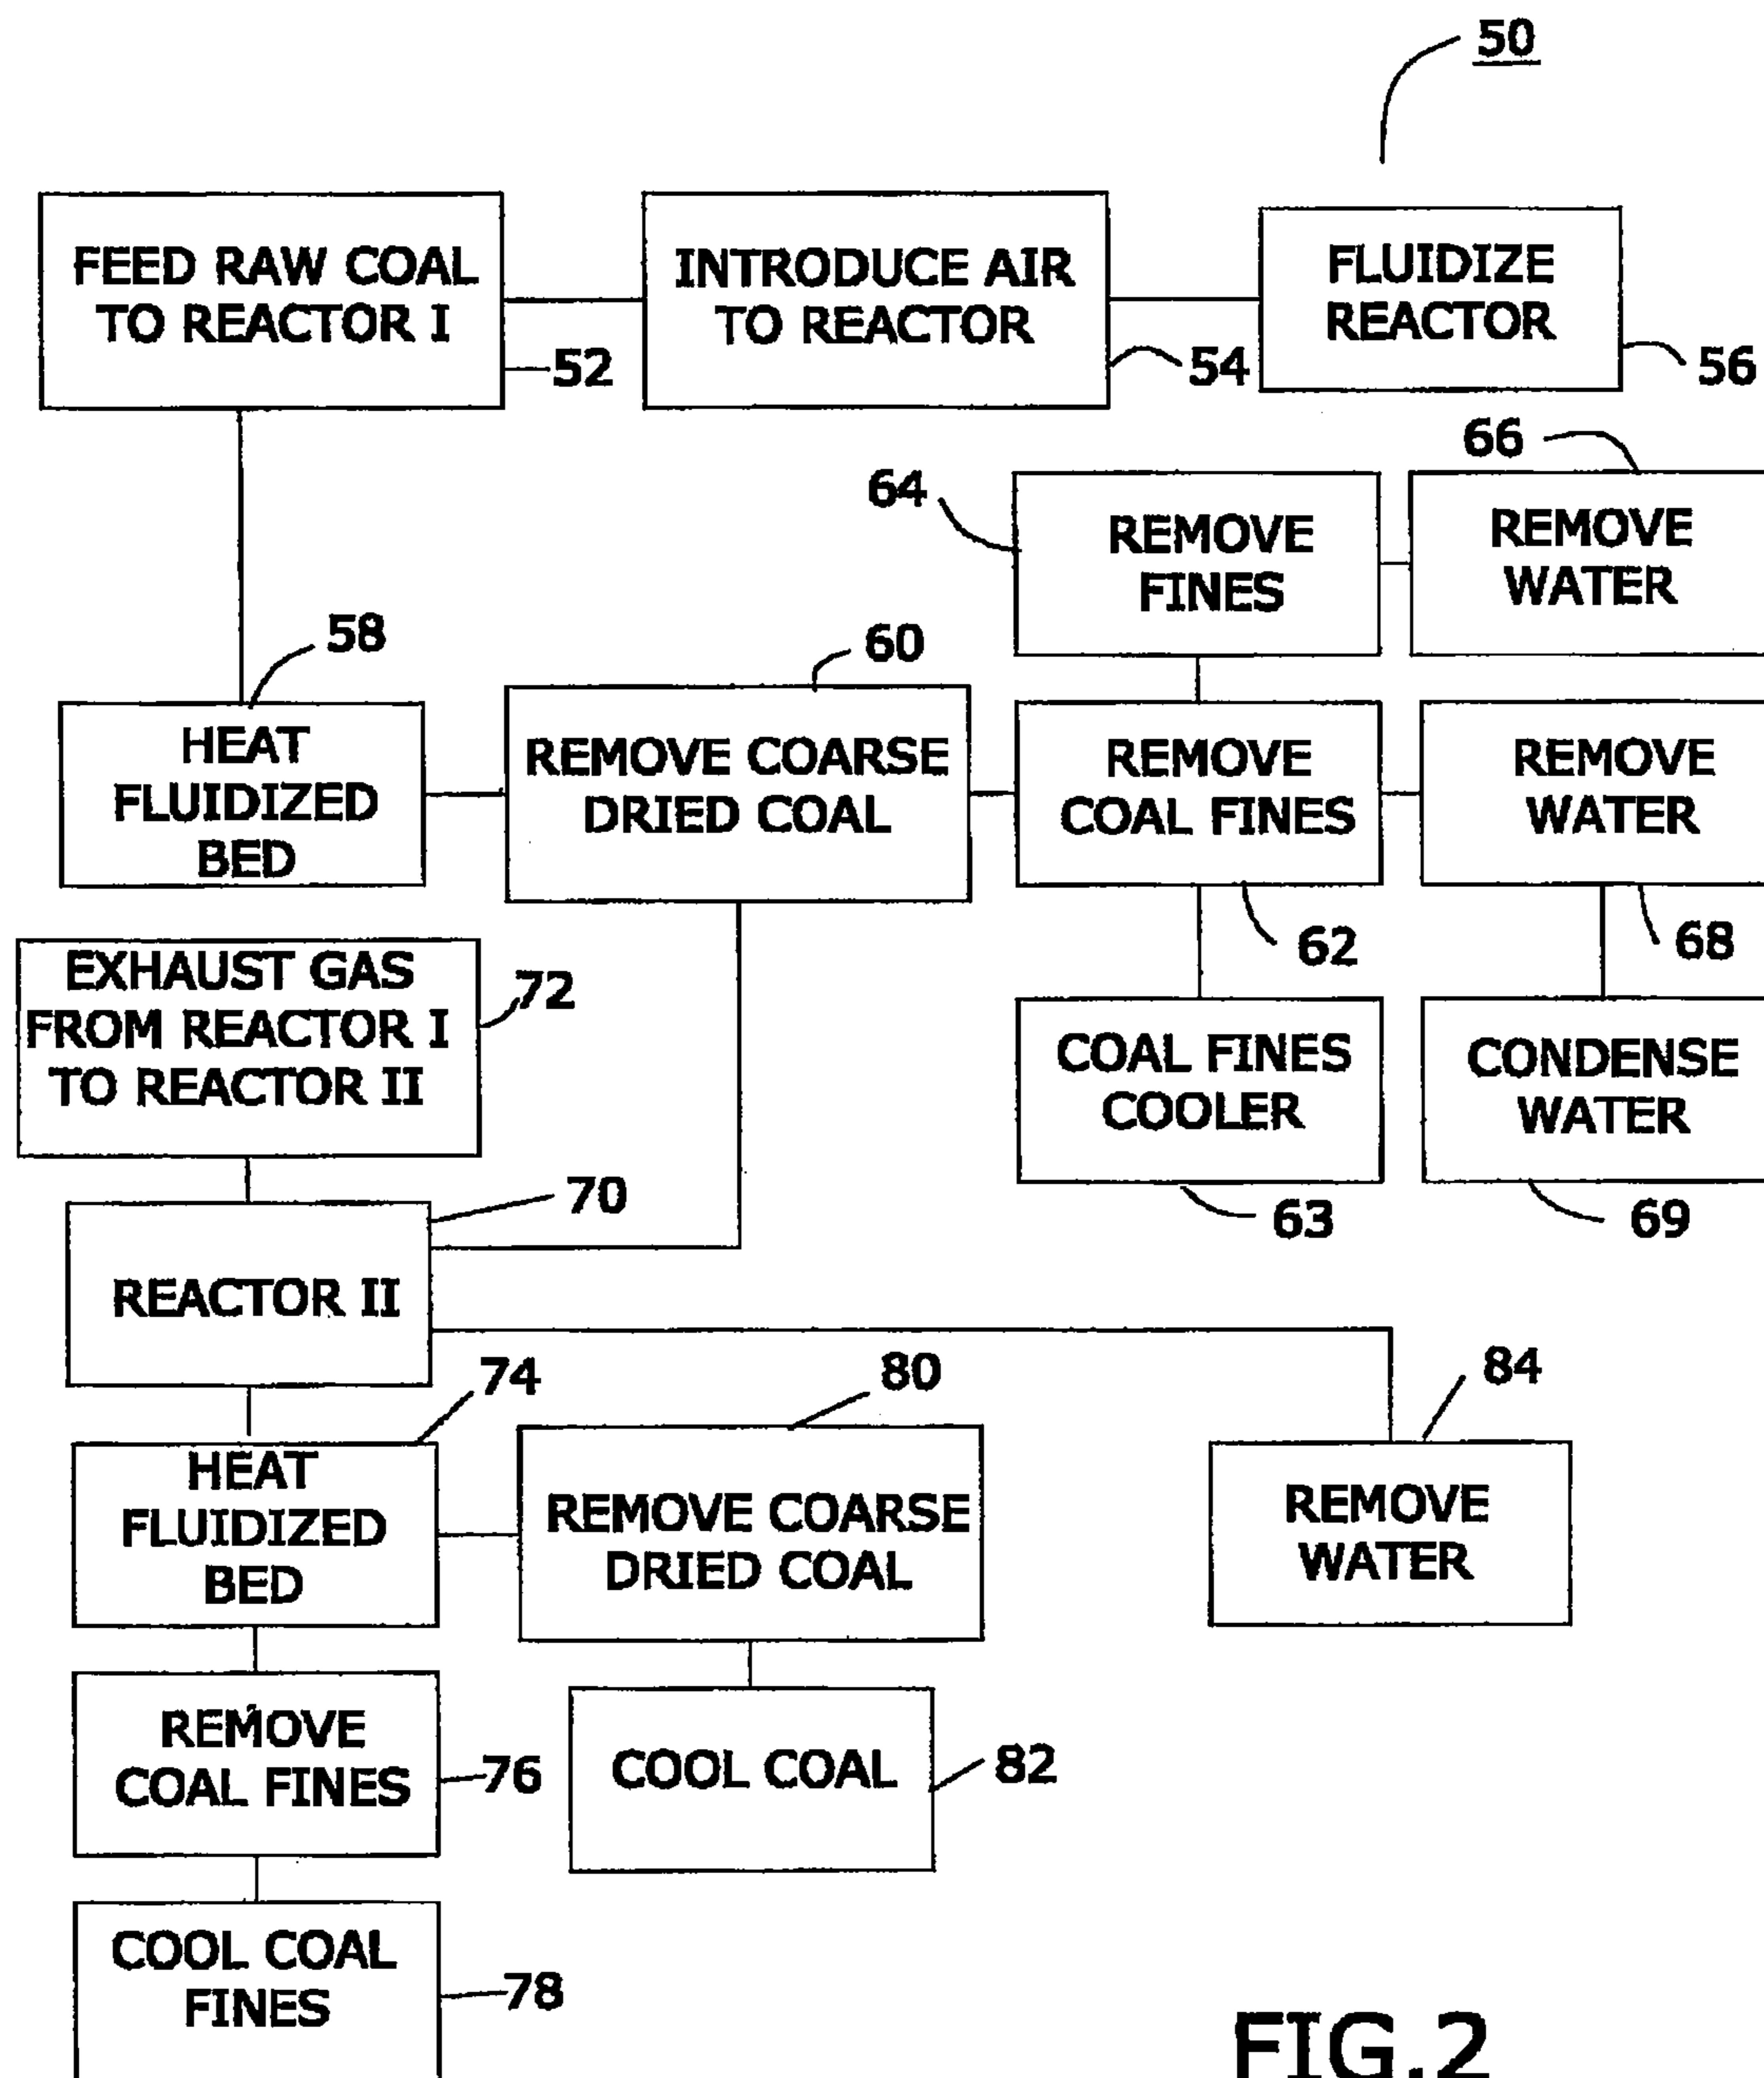 50
FEED RAW COAL
TO REACTOR I
52
INTRODUCE AIR
TO REACTOR
54
FLUIDIZE
REACTOR
56
64
REMOVE
FINES
66
REMOVE
WATER
58
HEAT
FLUIDIZED
BED
60
REMOVE COARSE
DRIED COAL
REMOVE
COAL FINES
62
REMOVE
WATER
68
EXHAUST GAS
FROM REACTOR I
TO REACTOR II
72
COAL FINES
COOLER
63
CONDENSE
WATER
69
70
REACTOR II
74
HEAT
FLUIDIZED
BED
80
REMOVE COARSE
DRIED COAL
84
REMOVE
WATER
REMOVE
COAL FINES
76
COOL COAL
82
COOL COAL
FINES
78
FIG.2